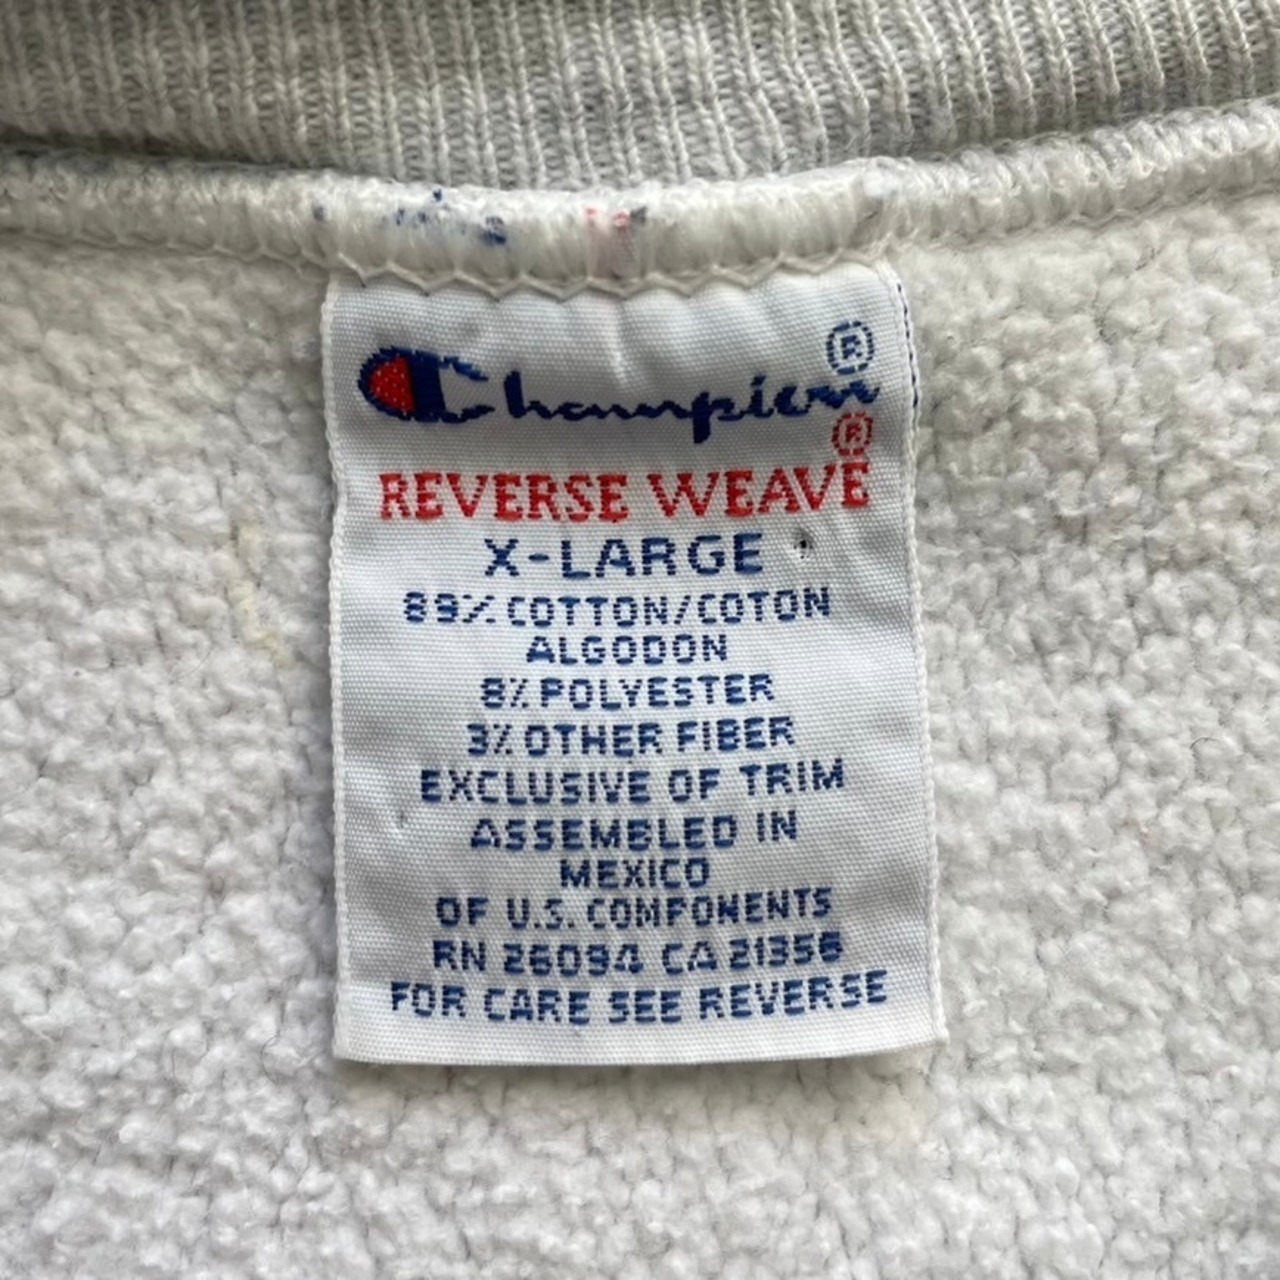 Champion®
REVERSE WEAVE®
X-LARGE
89% COTTON/COTON
ALGODON
8% POLYESTER
3% OTHER FIBER
EXCLUSIVE OF TRIM
ASSEMBLED IN
MEXICO
OF U.S. COMPONENTS
RN 26094 CA 21356
FOR CARE SEE REVERSE